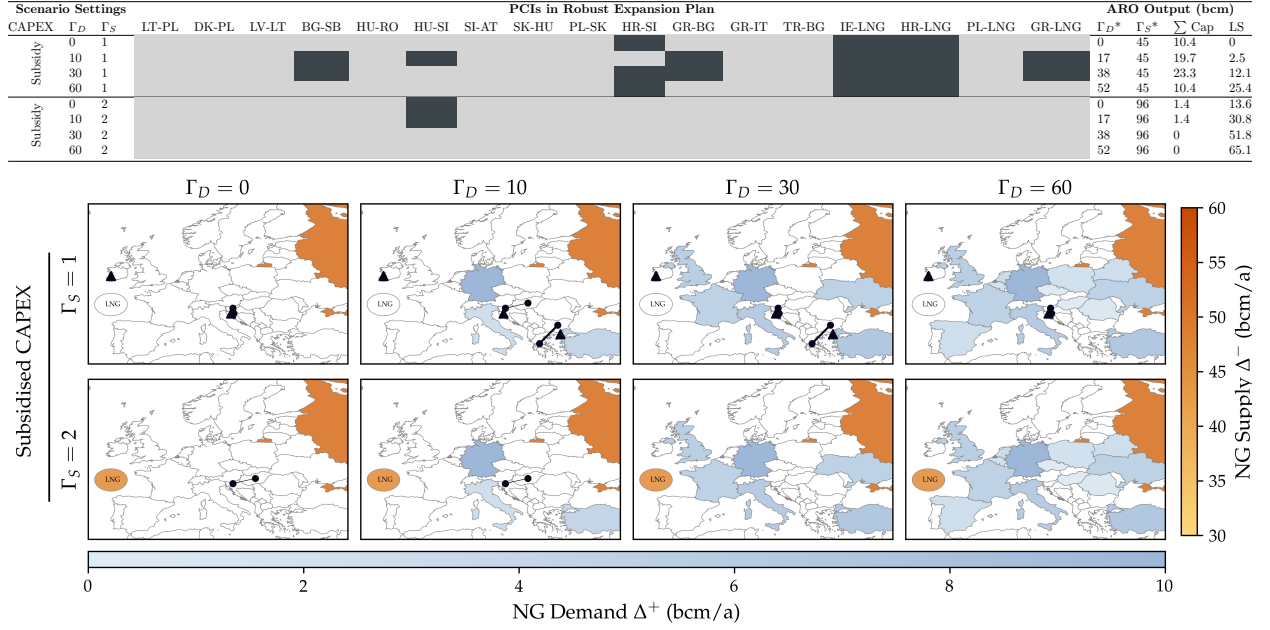 Scenario Settings PCIs in Robust Expansion Plan ARO Output (bcm)
CAPEX Γ_D Γ_S LT-PL DK-PL LV-LT BG-SB HU-RO HU-SI SI-AT SK-HU PL-SK HR-SI GR-BG GR-IT TR-BG IE-LNG HR-LNG PL-LNG GR-LNG Γ_D* Γ_S* ∑ Cap LS
Subsidy
0 1 0 45 10.4 0
10 1 17 45 19.7 2.5
30 1 38 45 23.3 12.1
60 1 52 45 10.4 25.4
Subsidy
0 2 0 96 1.4 13.6
10 2 17 96 1.4 30.8
30 2 38 96 0 51.8
60 2 52 96 0 65.1
Γ_D = 0 Γ_D = 10 Γ_D = 30 Γ_D = 60
Subsidised CAPEX
Γ_S = 1
LNG LNG LNG LNG
Γ_S = 2
LNG LNG LNG LNG
60
55
50
45
40
35
30
NG Supply Δ⁻ (bcm/a)
0 2 4 6 8 10
NG Demand Δ⁺ (bcm/a)